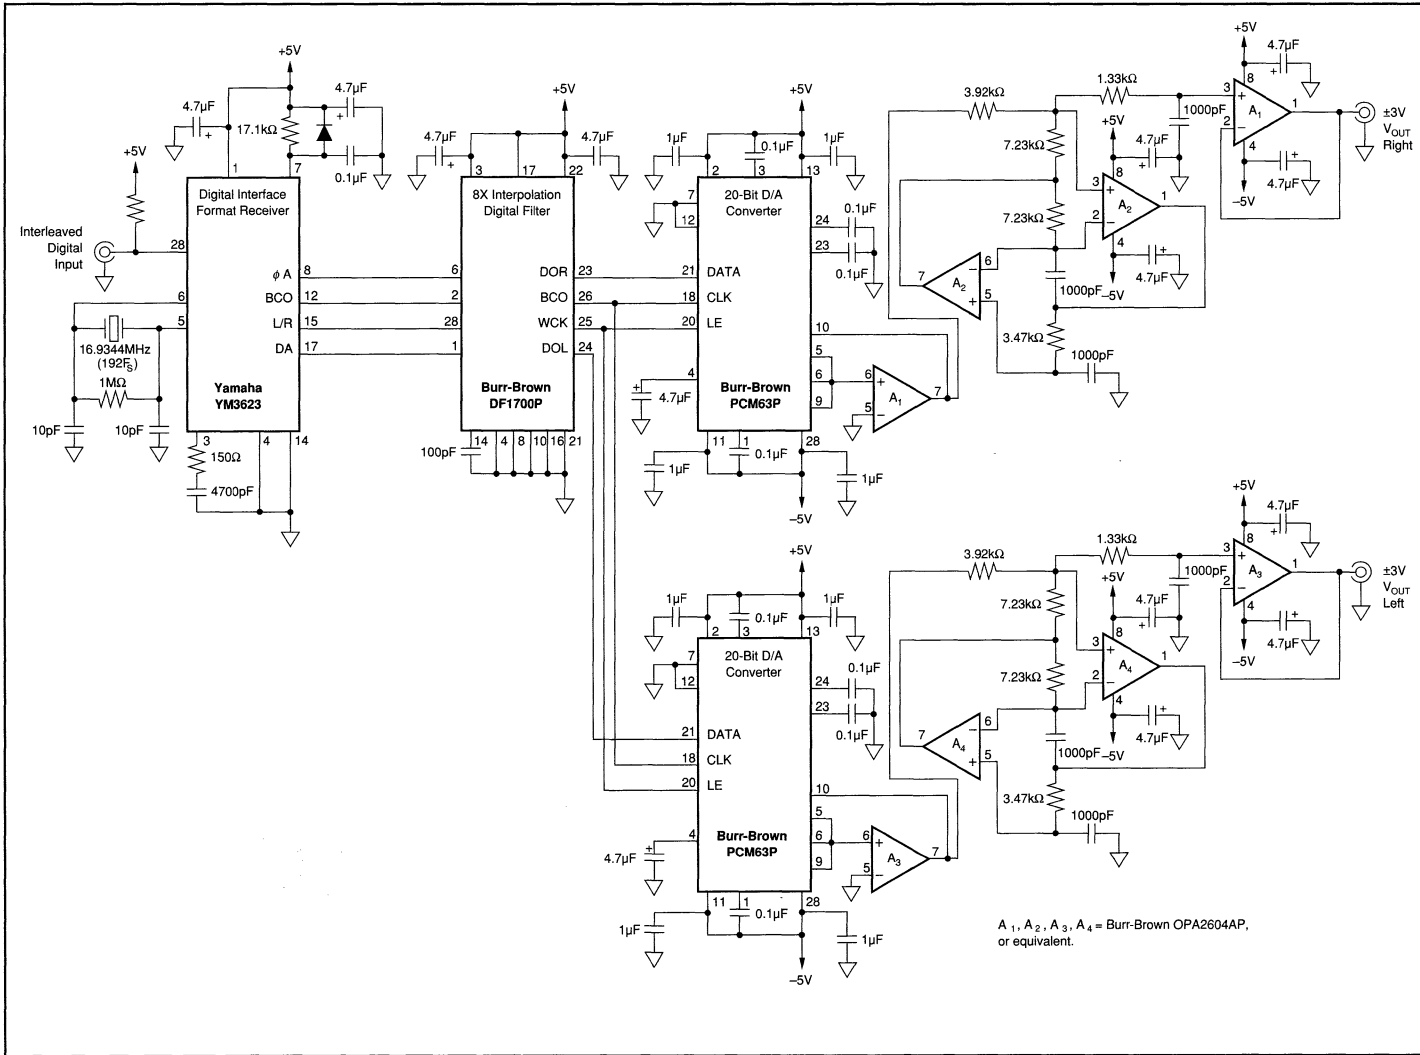 +5V
4.7µF
17.1kΩ
4.7µF
0.1µF
1
7
+5V
Digital Interface
Format Receiver
Interleaved
Digital
Input
28
6
5
16.9344MHz
(192FS)
1MΩ
10pF
10pF
ϕA
8
BCO
12
L/R
15
DA
17
Yamaha
YM3623
3
4
14
150Ω
4700pF
+5V
4.7µF
4.7µF
3
17
22
8X Interpolation
Digital Filter
6
2
28
1
DOR
23
BCO
26
WCK
25
DOL
24
Burr-Brown
DF1700P
100pF
14
4
8
10
16
21
+5V
1µF
0.1µF
1µF
2
3
13
20-Bit D/A
Converter
7
12
24
0.1µF
23
0.1µF
21
DATA
18
CLK
20
LE
10
5
6
9
4
4.7µF
Burr-Brown
PCM63P
11
1
28
0.1µF
1µF
1µF
–5V
6
+
5
–
A1
7
3.92kΩ
1.33kΩ
7.23kΩ
7.23kΩ
1000pF
+5V
4.7µF
8
3
+
2
–
A2
1
4
4.7µF
–5V
7
A2
–
6
+
5
1000pF
3.47kΩ
1000pF
+5V
4.7µF
+
8
3
+
2
–
A1
1
4
+
4.7µF
–5V
±3V
VOUT
Right
+5V
1µF
0.1µF
1µF
2
3
13
20-Bit D/A
Converter
7
12
24
0.1µF
23
0.1µF
21
DATA
18
CLK
20
LE
10
5
6
9
4
4.7µF
Burr-Brown
PCM63P
11
1
28
0.1µF
1µF
1µF
–5V
6
+
5
–
A3
7
3.92kΩ
1.33kΩ
7.23kΩ
7.23kΩ
1000pF
+5V
4.7µF
8
3
+
2
–
A4
1
4
4.7µF
–5V
7
A4
–
6
+
5
1000pF
3.47kΩ
1000pF
+5V
4.7µF
+
8
3
+
2
–
A3
1
4
+
4.7µF
–5V
±3V
VOUT
Left
A1, A2, A3, A4 = Burr-Brown OPA2604AP,
or equivalent.